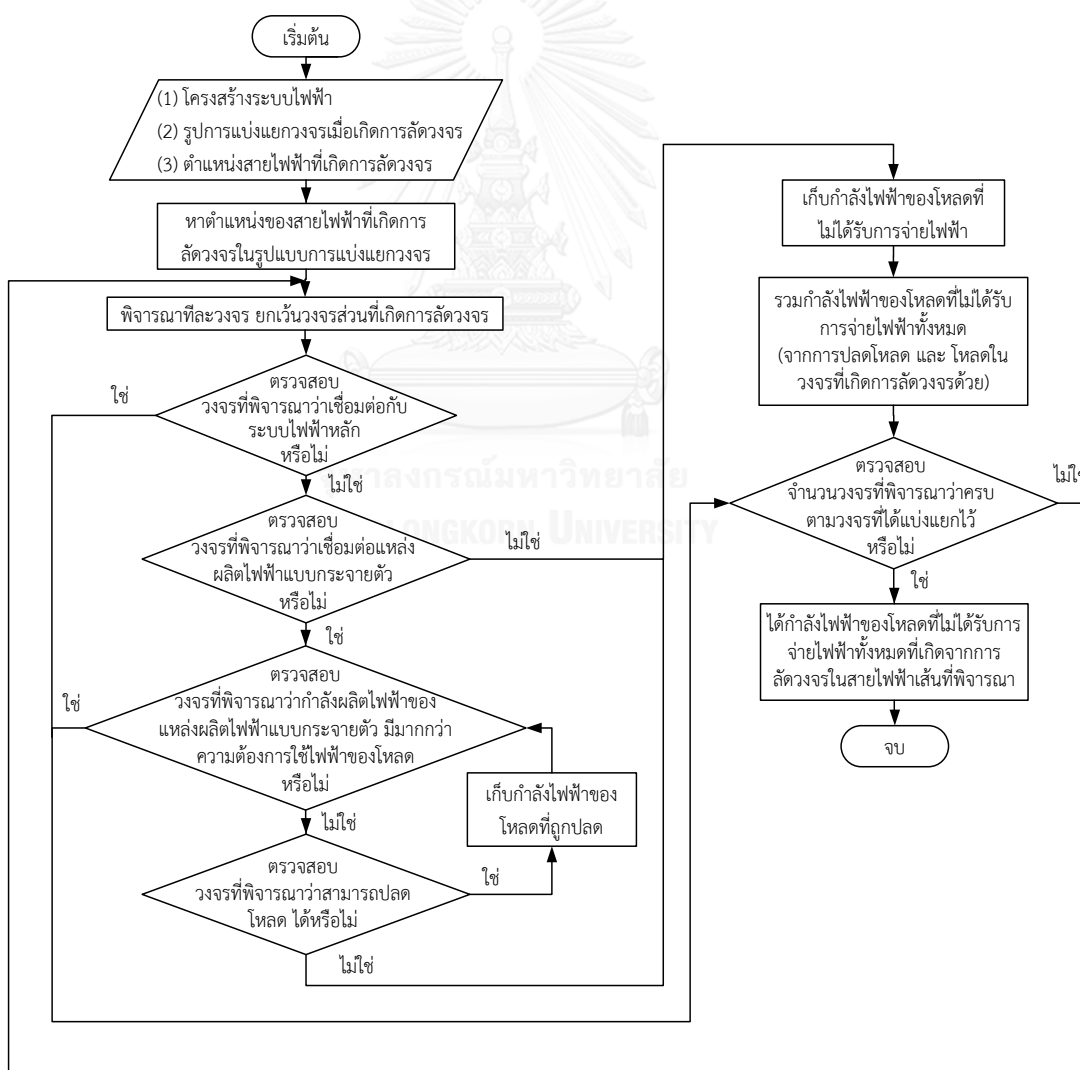 เริ่มต้น
(1) โครงสร้างระบบไฟฟ้า
(2) รูปการแบ่งแยกวงจรเมื่อเกิดการลัดวงจร
(3) ตำแหน่งสายไฟฟ้าที่เกิดการลัดวงจร
หาตำแหน่งของสายไฟฟ้าที่เกิดการ
ลัดวงจรในรูปแบบการแบ่งแยกวงจร
พิจารณาทีละวงจร ยกเว้นวงจรส่วนที่เกิดการลัดวงจร
ตรวจสอบ
วงจรที่พิจารณาว่าเชื่อมต่อกับ
ระบบไฟฟ้าหลัก
หรือไม่
ใช่
ไม่ใช่
ตรวจสอบ
วงจรที่พิจารณาว่าเชื่อมต่อแหล่ง
ผลิตไฟฟ้าแบบกระจายตัว
หรือไม่
ไม่ใช่
ใช่
ตรวจสอบ
วงจรที่พิจารณาว่ากำลังผลิตไฟฟ้าของ
แหล่งผลิตไฟฟ้าแบบกระจายตัว มีมากกว่า
ความต้องการใช้ไฟฟ้าของโหลด
หรือไม่
ใช่
ไม่ใช่
เก็บกำลังไฟฟ้าของ
โหลดที่ถูกปลด
ตรวจสอบ
วงจรที่พิจารณาว่าสามารถปลด
โหลด ได้หรือไม่
ใช่
ไม่ใช่
เก็บกำลังไฟฟ้าของโหลดที่
ไม่ได้รับการจ่ายไฟฟ้า
รวมกำลังไฟฟ้าของโหลดที่ไม่ได้รับ
การจ่ายไฟฟ้าทั้งหมด
(จากการปลดโหลด และ โหลดใน
วงจรที่เกิดการลัดวงจรด้วย)
ตรวจสอบ
จำนวนวงจรที่พิจารณาว่าครบ
ตามวงจรที่ได้แบ่งแยกไว้
หรือไม่
ไม่ใช่
ใช่
ได้กำลังไฟฟ้าของโหลดที่ไม่ได้รับการ
จ่ายไฟฟ้าทั้งหมดที่เกิดจากการ
ลัดวงจรในสายไฟฟ้าเส้นที่พิจารณา
จบ
UNIVERSITY